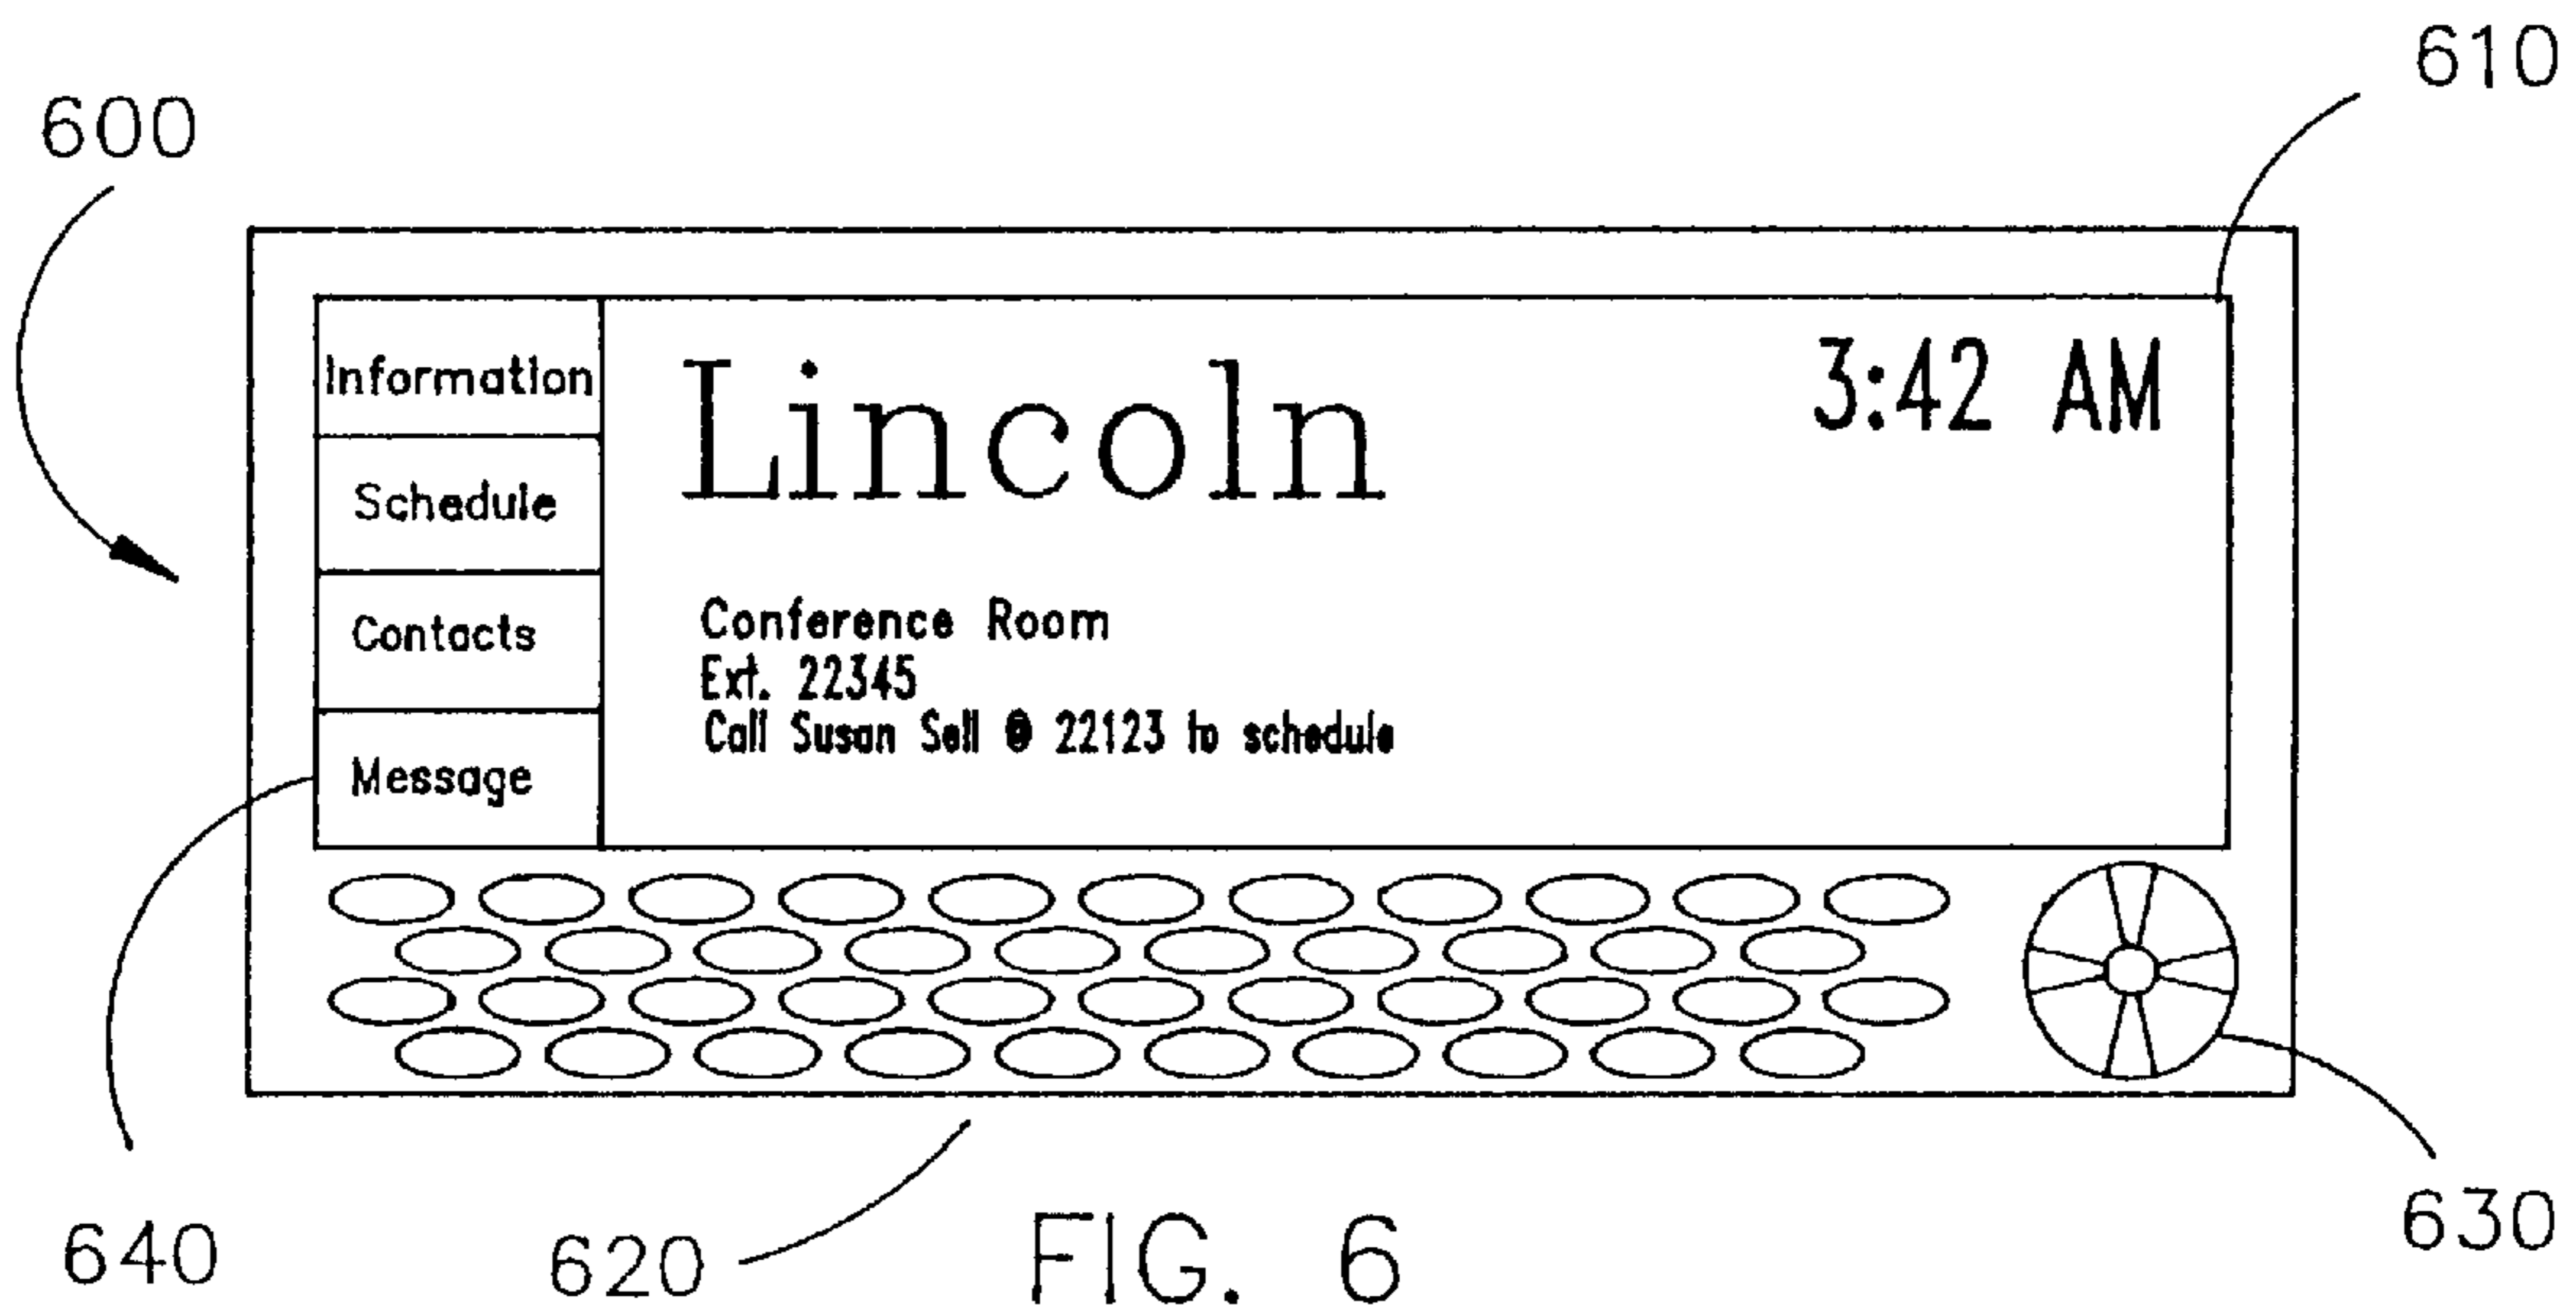 610
600
Information
Lincoln
3:42 AM
Schedule
Contacts
Conference Room
Ext. 22345
Call Susan Sell @ 22123 to schedule
Message
640
620
630
FIG. 6